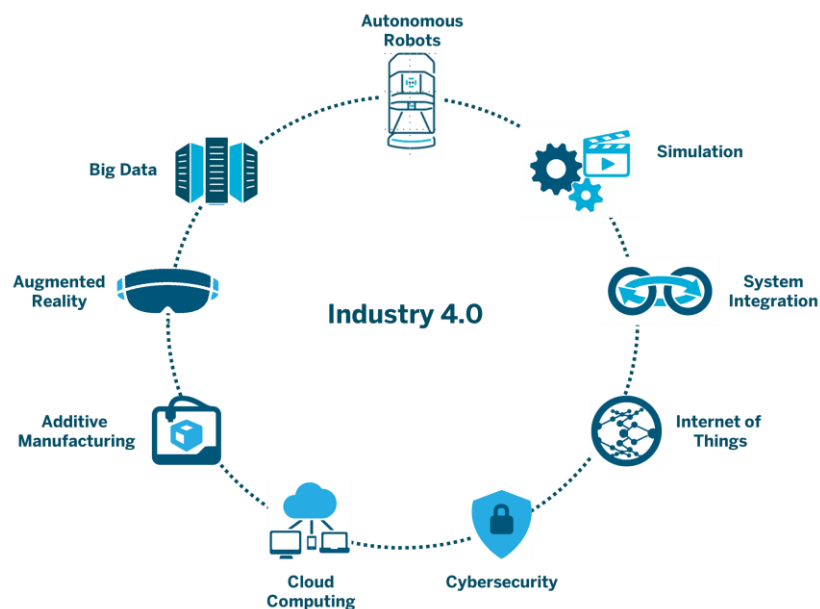 Autonomous
Robots
Simulation
System
Integration
Internet of
Things
Cybersecurity
Cloud
Computing
Additive
Manufacturing
Augmented
Reality
Big Data
Industry 4.0